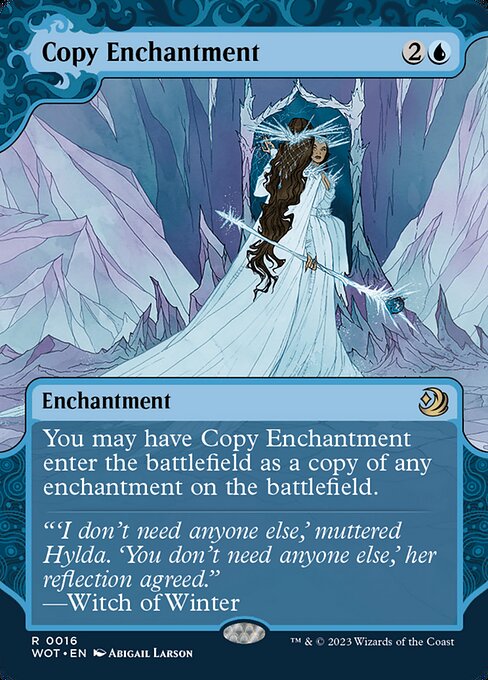 Copy Enchantment 2
Enchantment
You may have Copy Enchantment
enter the battlefield as a copy of any
enchantment on the battlefield.
“‘I don’t need anyone else,’ muttered
Hylda. ‘You don’t need anyone else,’ her
reflection agreed.”
—Witch of Winter
R 0016
WOT • EN Abigail Larson
™ & © 2023 Wizards of the Coast